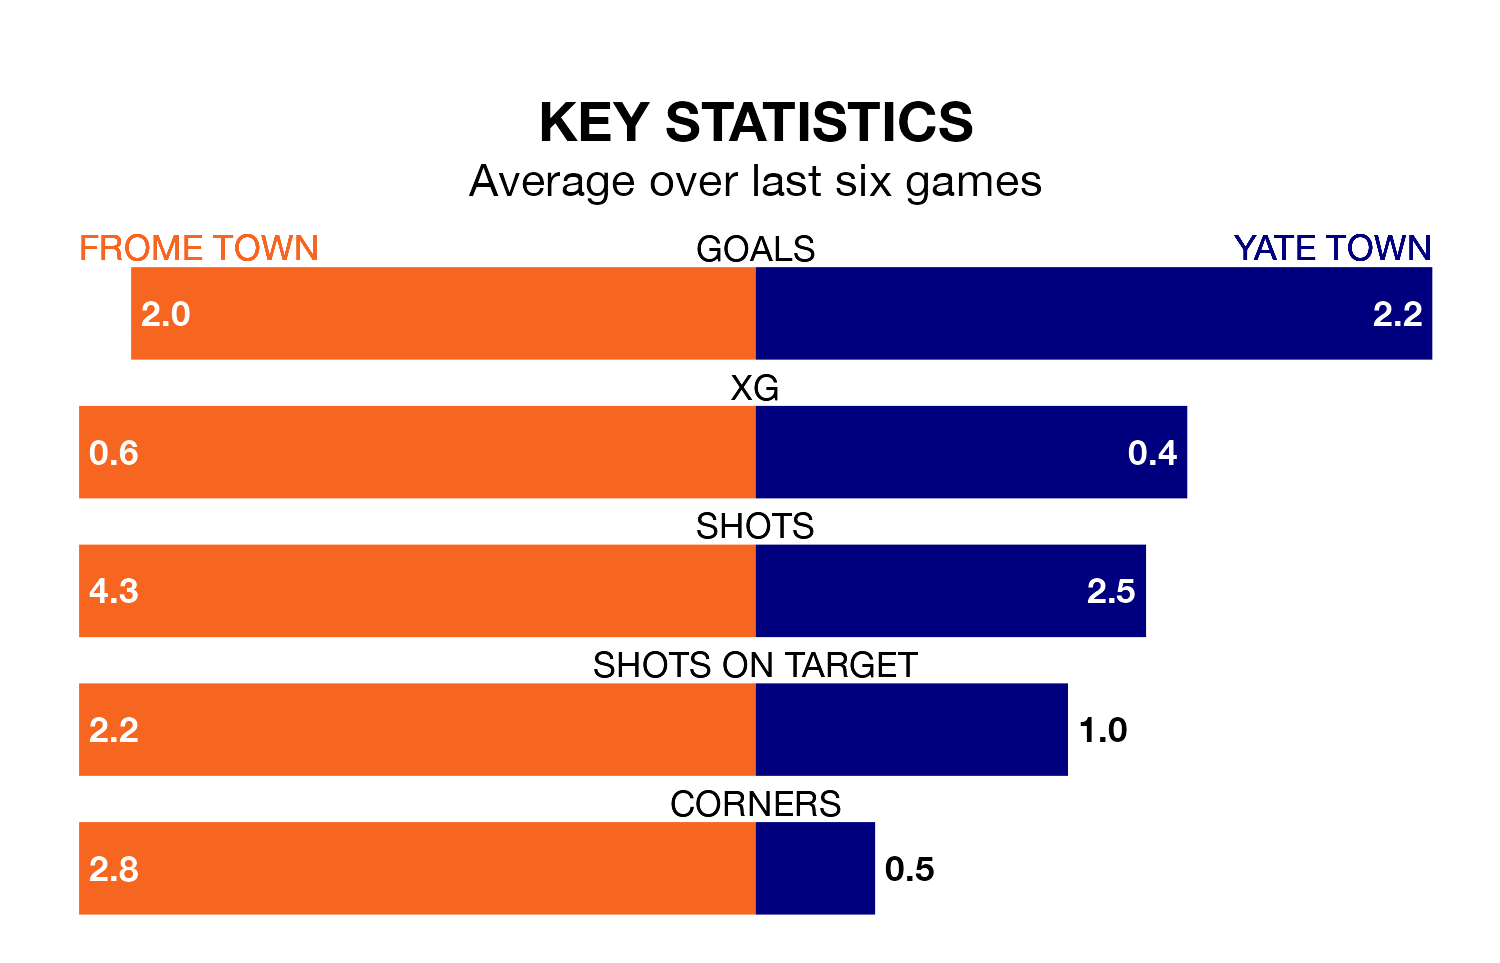 KEY STATISTICS
Average over last six games
FROME TOWN GOALS YATE TOWN
2.0 2.2
XG
0.6 0.4
SHOTS
4.3 2.5
SHOTS ON TARGET
2.2 1.0
CORNERS
2.8 0.5